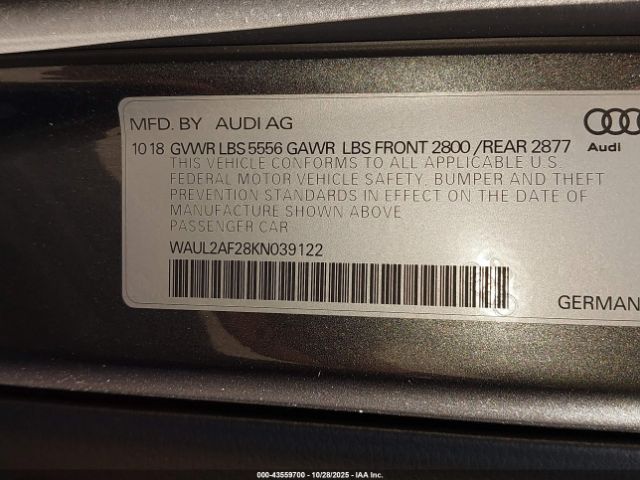 MFD. BY AUDI AG
10 18 GVWR LBS 5556 GAWR LBS FRONT 2800 /REAR 2877
THIS VEHICLE CONFORMS TO ALL APPLICABLE U.S.
FEDERAL MOTOR VEHICLE SAFETY, BUMPER AND THEFT
PREVENTION STANDARDS IN EFFECT ON THE DATE OF
MANUFACTURE SHOWN ABOVE
PASSENGER CAR
WAUL2AF28KN039122
Audi
GERMAN
000-43559700 - 10/28/2025 - IAAI Inc.